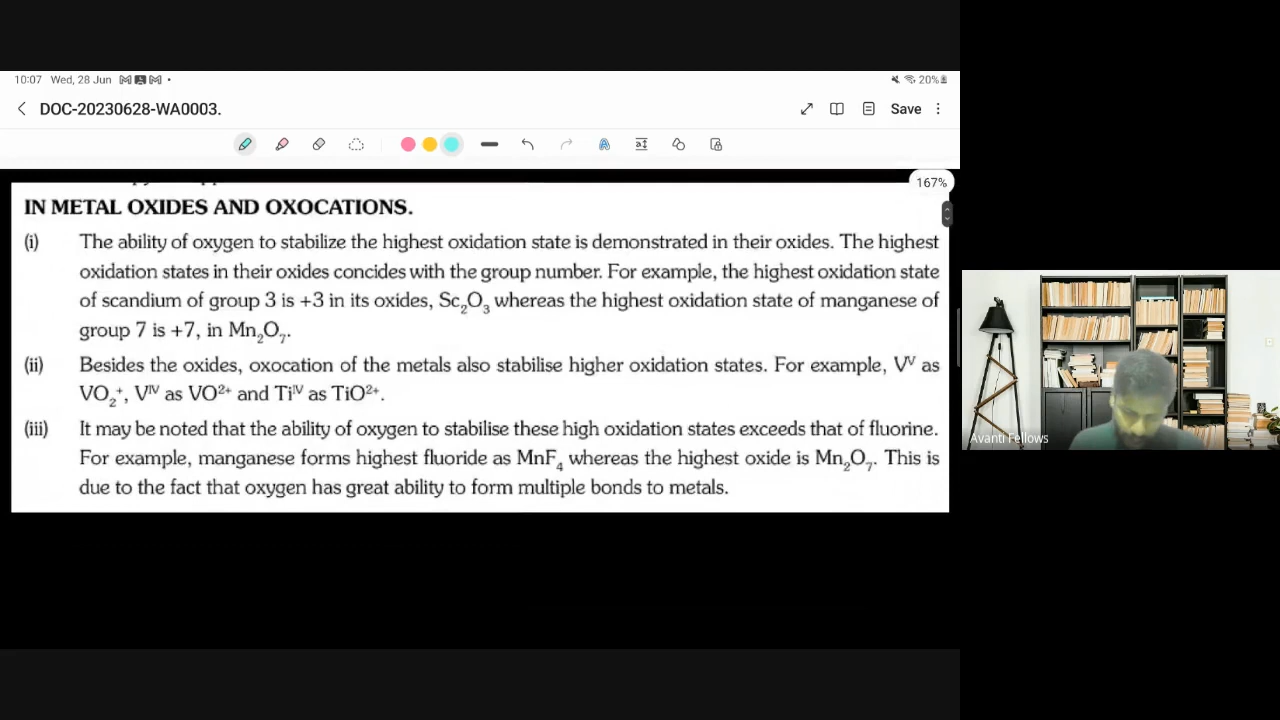 10:07 Wed, 28 Jun
20%
DOC-20230628-WA0003.
Save
167%
IN METAL OXIDES AND OXOCATIONS.
(i) The ability of oxygen to stabilize the highest oxidation state is demonstrated in their oxides. The highest
oxidation states in their oxides concides with the group number. For example, the highest oxidation state
of scandium of group 3 is +3 in its oxides, Sc₂O₃ whereas the highest oxidation state of manganese of
group 7 is +7, in Mn₂O₇.
(ii) Besides the oxides, oxocation of the metals also stabilise higher oxidation states. For example, Vⱽ as
VO₂⁺, Vᴵⱽ as VO²⁺ and Tiᴵⱽ as TiO²⁺.
(iii) It may be noted that the ability of oxygen to stabilise these high oxidation states exceeds that of fluorine.
For example, manganese forms highest fluoride as MnF₄ whereas the highest oxide is Mn₂O₇. This is
due to the fact that oxygen has great ability to form multiple bonds to metals.
Avanti Fellows